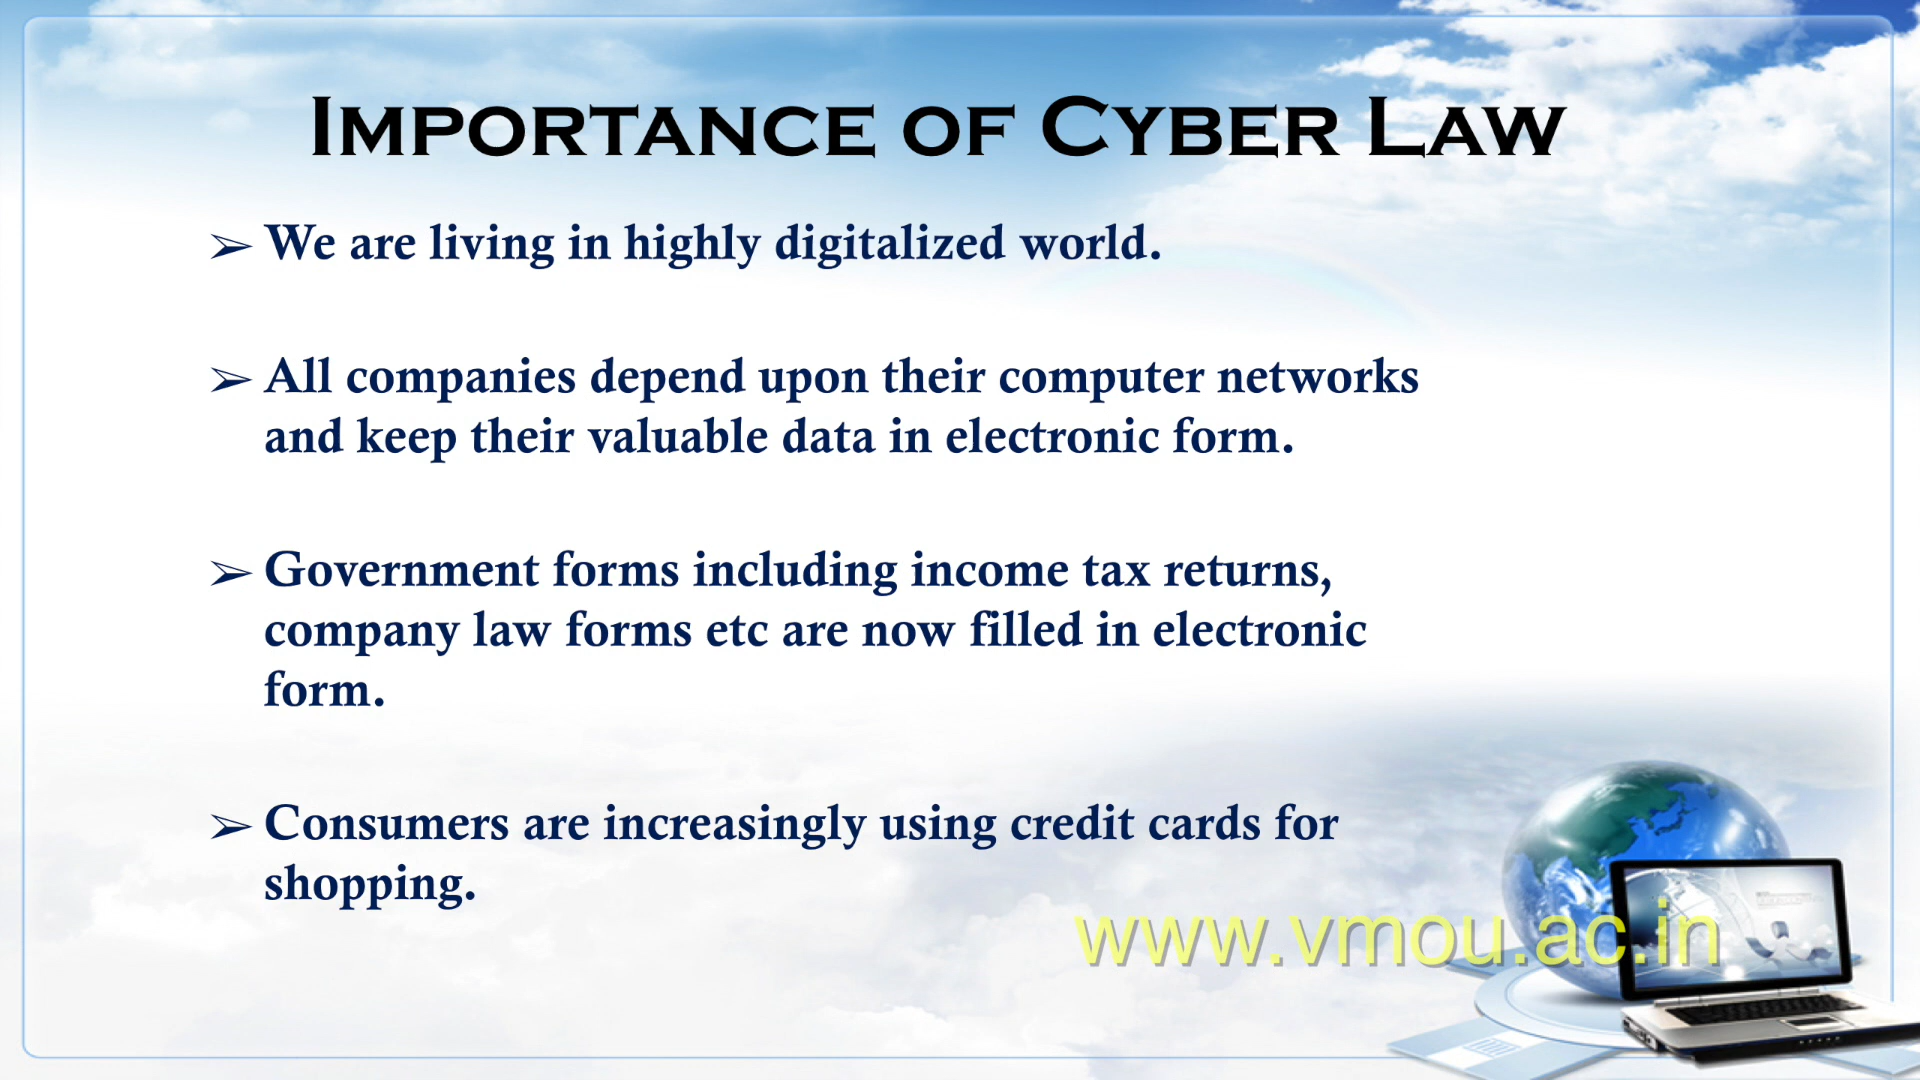 Importance of Cyber Law
➢ We are living in highly digitalized world.
➢ All companies depend upon their computer networks
and keep their valuable data in electronic form.
➢ Government forms including income tax returns,
company law forms etc are now filled in electronic
form.
➢ Consumers are increasingly using credit cards for
shopping.
www.vmou.ac.in